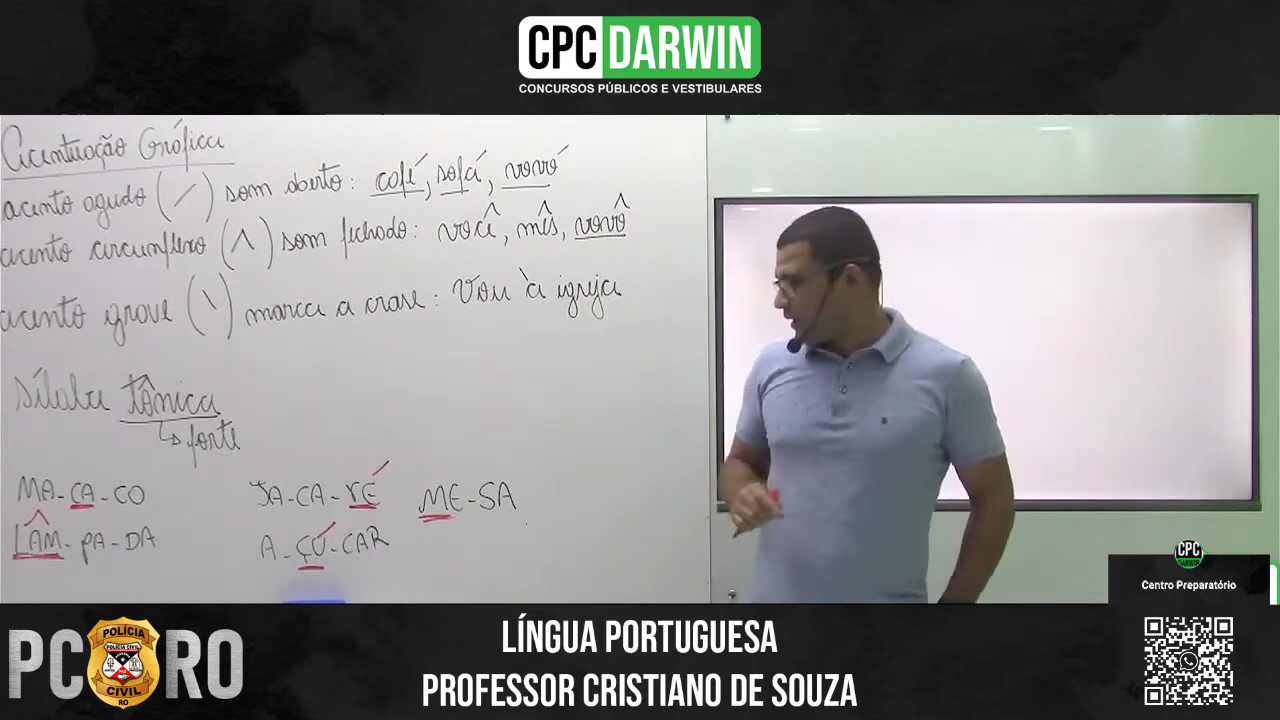 CPC DARWIN
CONCURSOS PÚBLICOS E VESTIBULARES
Acentuação Gráfica
acento agudo (´) som aberto: café, sofá, vovó
acento circunflexo (^) som fechado: você, mês, vovô
acento grave (`) marca a crase: Vou à igreja
Sílaba tônica
↳ forte
MA-CA-CO JA-CA-RÉ ME-SA
LÂM-PA-DA A-ÇÚ-CAR
CPC
DARWIN
Centro Preparatório
PC RO
POLÍCIA
POLÍCIA CIVIL
CIVIL
RO
LÍNGUA PORTUGUESA
PROFESSOR CRISTIANO DE SOUZA